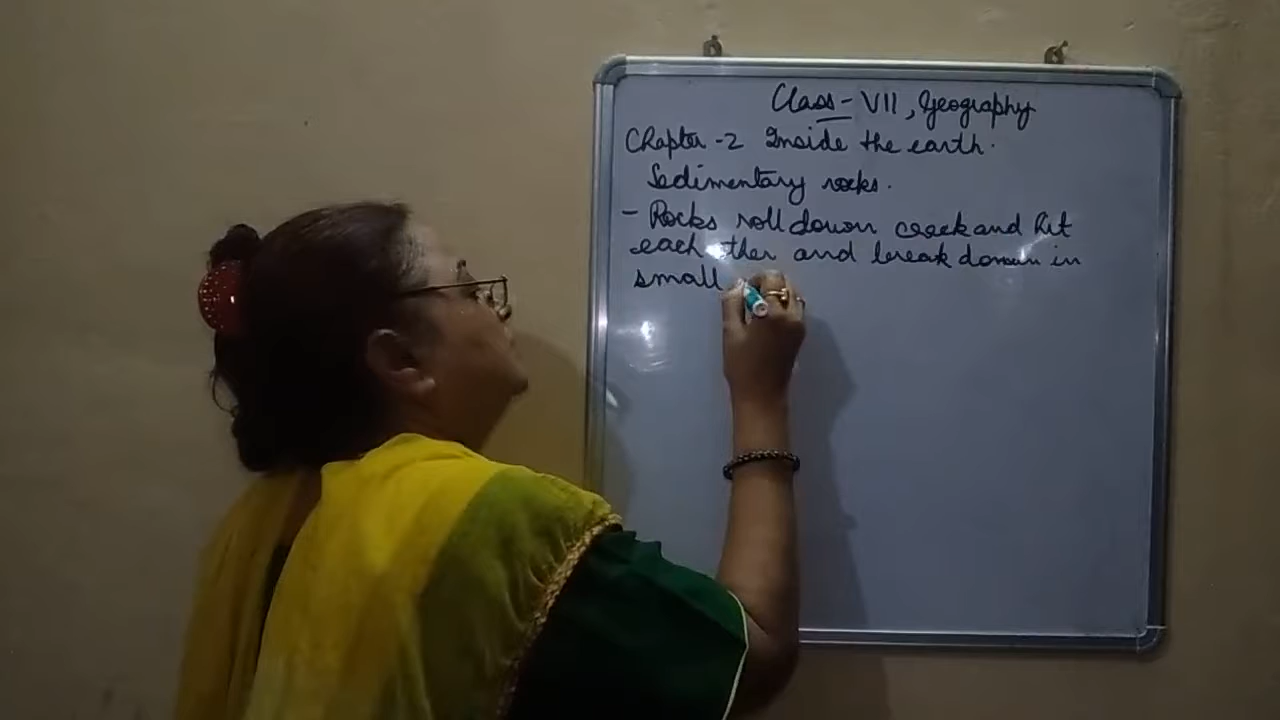 Class - VII, Geography
Chapter - 2 Inside the earth.
Sedimentary rocks.
- Rocks roll down crack and hit
each other and break down in
small